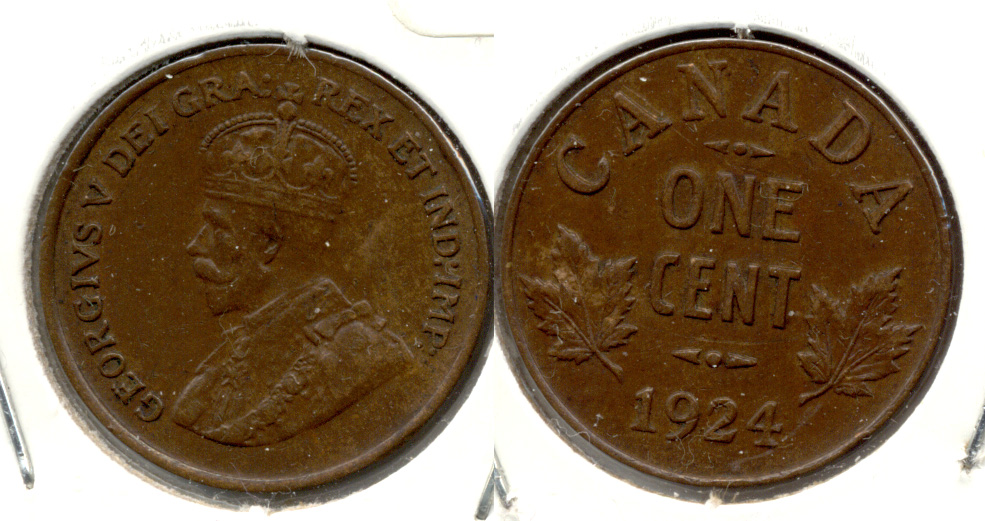 GEORGIVS V DEI GRA: REX ET IND: IMP:
CANADA
ONE
CENT
1924